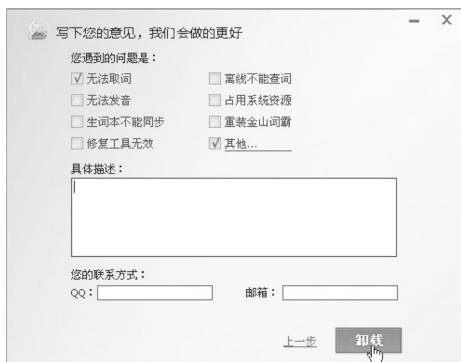 写下您的意见，我们会做的更好
您遇到的问题是：
无法取词 离线不能查词
无法发音 占用系统资源
生词本不能同步 重装金山词霸
修复工具无效 其他...
具体描述：
您的联系方式：
QQ： 邮箱：
上一步 卸载